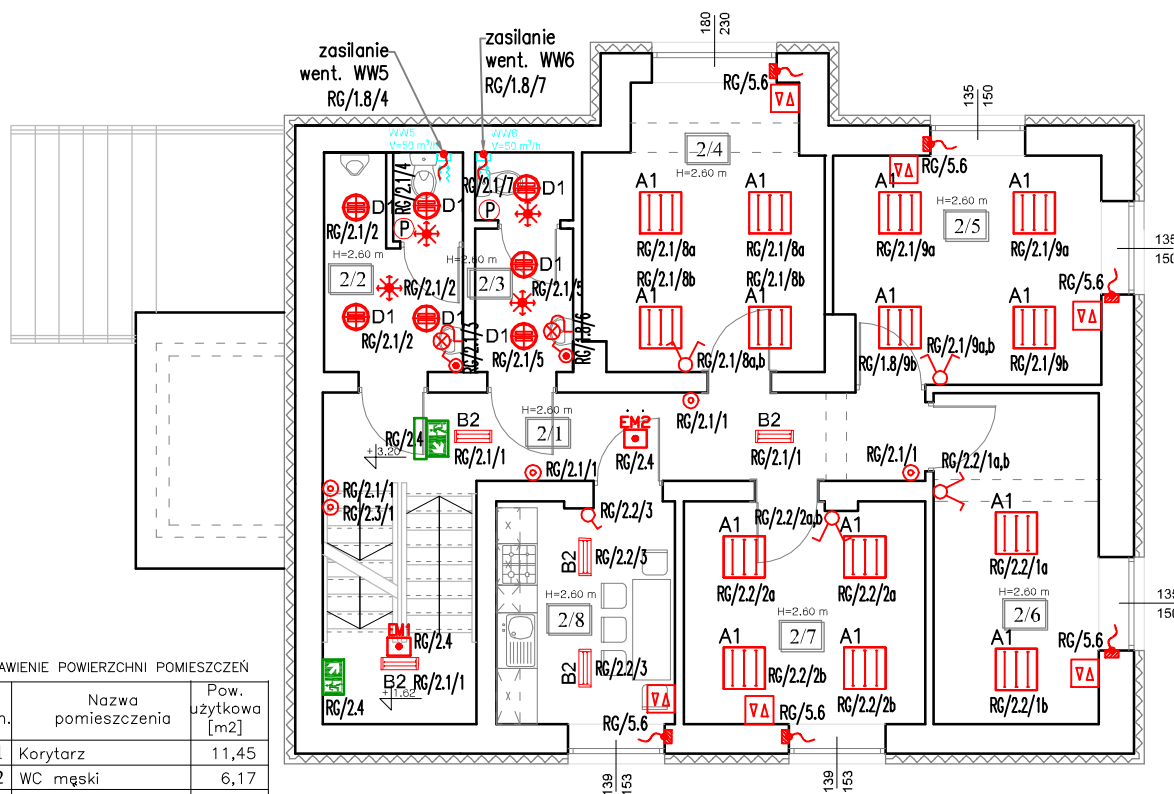 180
230
zasilanie
went. WW5
RG/1.8/4
zasilanie
went. WW6
RG/1.8/7
WW5
V=50 m³/h
WW6
V=50 m³/h
RG/5.6
135
150
RG/5.6
2/4
H=2.60 m
RG/2.1/4
RG/2.1/7
P
P
D1
D1
D1
RG/2.1/2
A1
A1
RG/2.1/8a
RG/2.1/8a
RG/2.1/8b
RG/2.1/8b
A1
A1
A1
A1
H=2.60 m
2/5
RG/2.1/9a
RG/2.1/9a
135
150
H=2.60 m
2/2
RG/2.1/2
H=2.60 m
2/3
D1
RG/2.1/5
RG/5.6
A1
A1
D1
D1
RG/2.1/2
RG/2.1/3
D1
RG/2.1/5
RG/1.8/6
RG/2.1/8a,b
RG/1.8/9b
RG/2.1/9a,b
RG/2.1/9b
RG/2.4
+3.20
B2
RG/2.1/1
H=2.60 m
2/1
EM2
RG/2.4
RG/2.1/1
B2
RG/2.1/1
RG/2.1/1
RG/2.1/1
RG/2.2/1a,b
RG/2.1/1
RG/2.3/1
RG/2.2/3
RG/2.2/2a,b
A1
A1
A1
B2
RG/2.2/3
RG/2.2/2a
RG/2.2/2a
RG/2.2/1a
H=2.60 m
2/8
H=2.60 m
2/7
H=2.60 m
2/6
135
150
EM1
RG/2.4
B2
RG/2.1/1
+1.62
RG/2.4
B2
RG/2.2/3
A1
A1
A1
RG/2.2/2b
RG/2.2/2b
RG/2.2/1b
RG/5.6
RG/5.6
RG/5.6
139
153
139
153
AWIENIE POWIERZCHNI POMIESZCZEŃ
Nazwa
pomieszczenia
Pow.
użytkowa
[m2]
Korytarz 11,45
2 WC męski 6,17